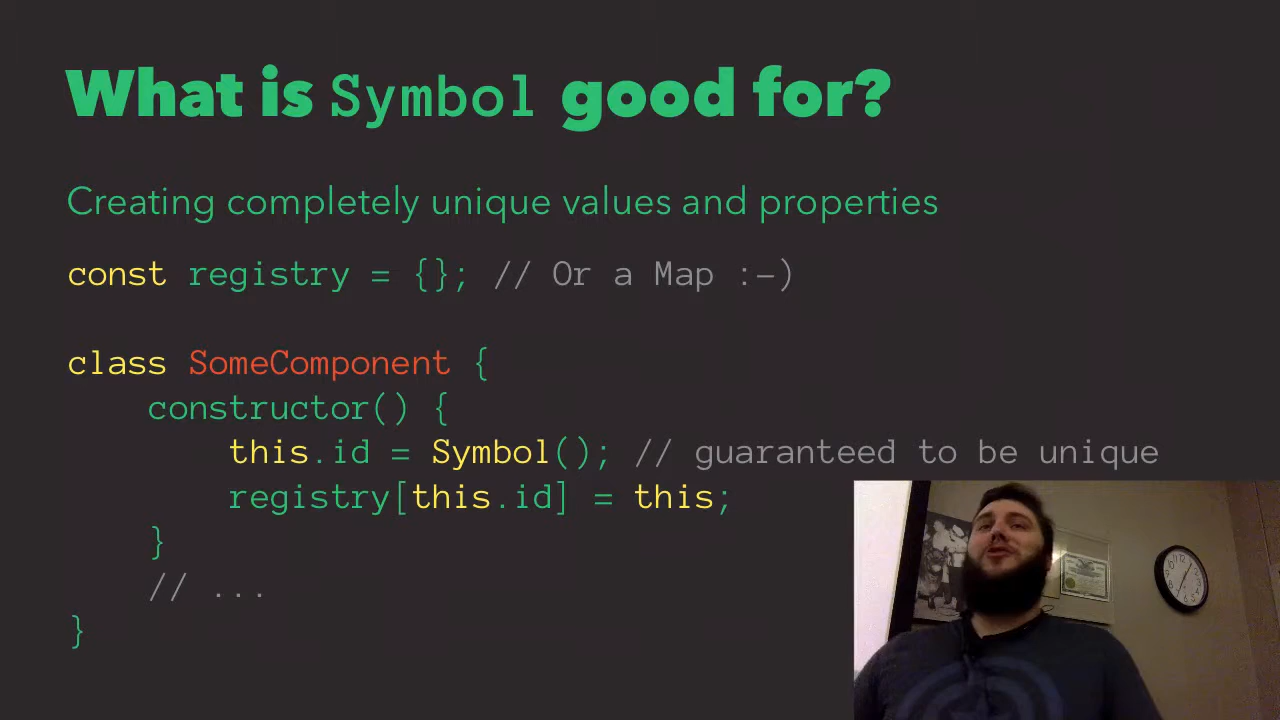 What is Symbol good for?
Creating completely unique values and properties
const registry = {}; // Or a Map :-)
class SomeComponent {
    constructor() {
        this.id = Symbol(); // guaranteed to be unique
        registry[this.id] = this;
    }
    // ...
}